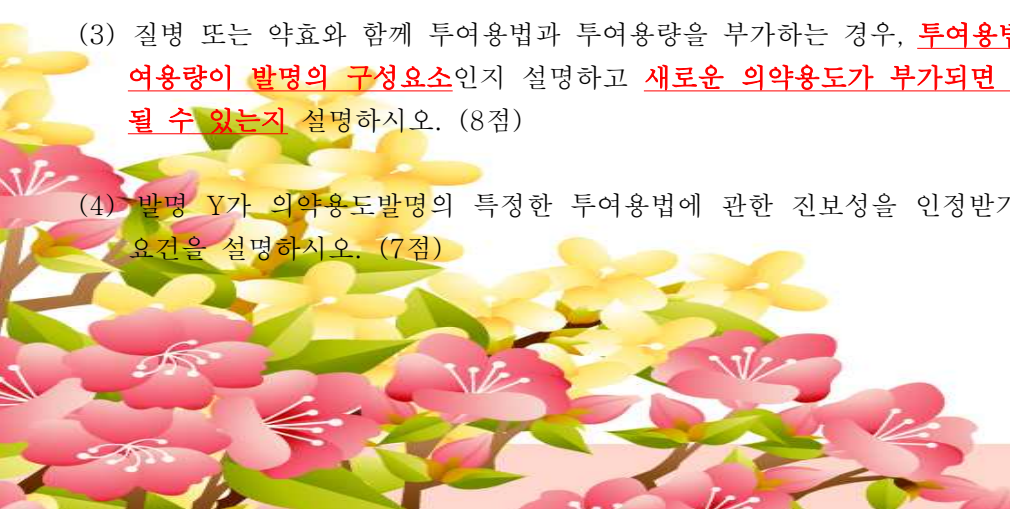 (3) 질병 또는 약효와 함께 투여용법과 투여용량을 부가하는 경우, 투여용법
여용량이 발명의 구성요소인지 설명하고 새로운 의약용도가 부가되면
될 수 있는지 설명하시오. (8점)
(4) 발명 Y가 의약용도발명의 특정한 투여용법에 관한 진보성을 인정받기
요건을 설명하시오. (7점)